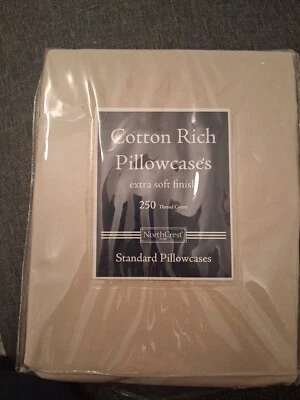 Cotton Rich
Pillowcases
extra soft finish
250 Thread Count
NorthCrest
Standard Pillowcases